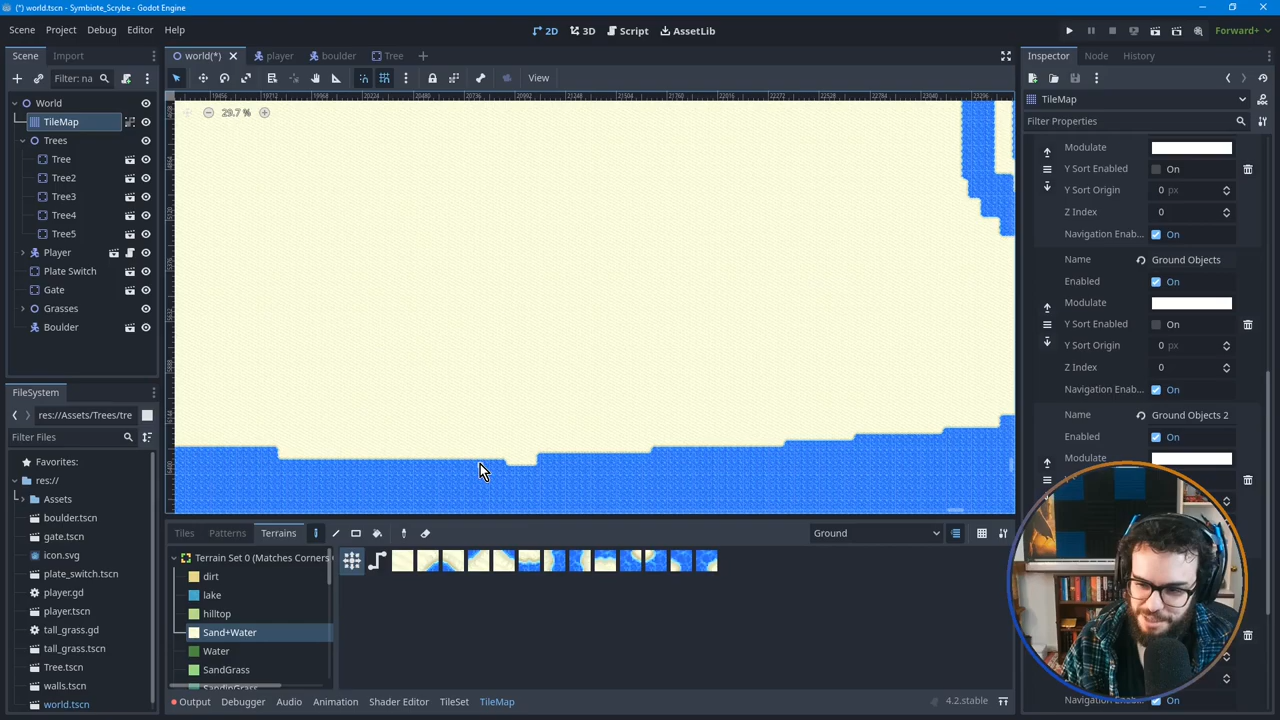 (*) world.tscn - Symbiote_Scrybe - Godot Engine
Scene Project Debug Editor Help
2D 3D Script AssetLib
Forward+
Scene Import
world(*) player boulder Tree
Inspector Node History
Filter: na
View
TileMap
Filter Properties
29.7 %
World
TileMap
Trees
Tree
Tree2
Tree3
Tree4
Tree5
Player
Plate Switch
Gate
Grasses
Boulder
Modulate
Y Sort Enabled On
Y Sort Origin 0 px
Z Index 0
Navigation Enab... On
Name Ground Objects
Enabled On
Modulate
Y Sort Enabled On
Y Sort Origin 0 px
Z Index 0
Navigation Enab... On
Name Ground Objects 2
Enabled On
Modulate
Navigation Enab... On
FileSystem
res://Assets/Trees/tre
Filter Files
Favorites:
res://
Assets
boulder.tscn
gate.tscn
icon.svg
plate_switch.tscn
player.gd
player.tscn
tall_grass.gd
tall_grass.tscn
Tree.tscn
walls.tscn
world.tscn
Tiles Patterns Terrains
Ground
Terrain Set 0 (Matches Corners
dirt
lake
hilltop
Sand+Water
Water
SandGrass
Output Debugger Audio Animation Shader Editor TileSet TileMap
4.2.stable